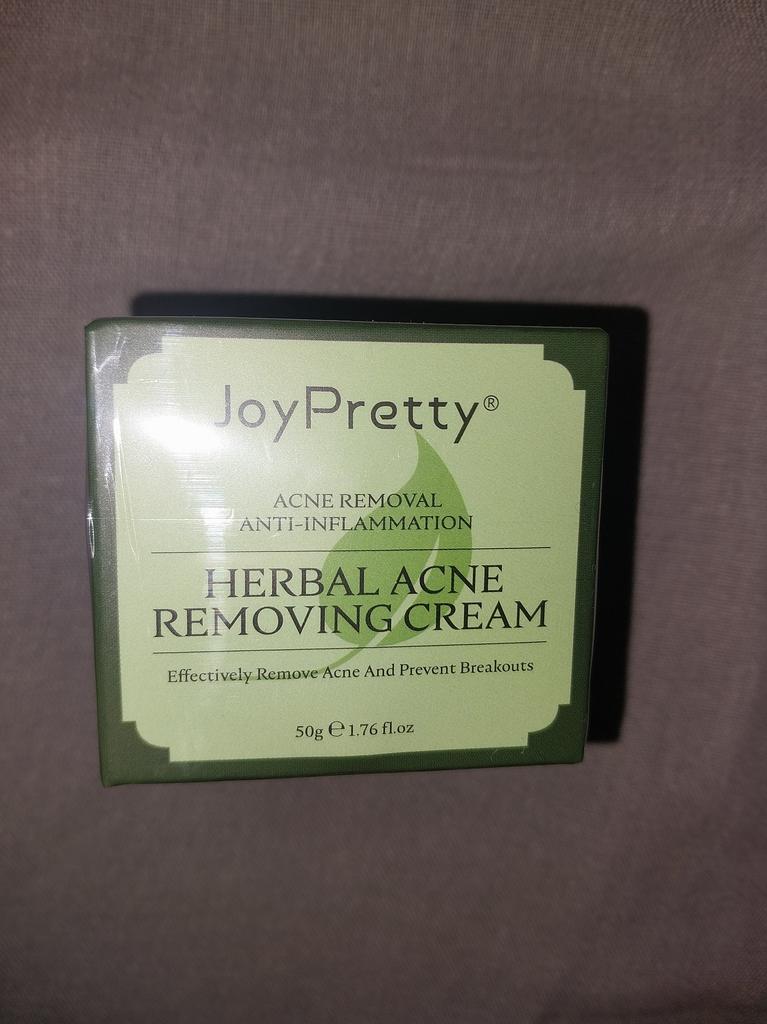 JoyPretty®
ACNE REMOVAL
ANTI-INFLAMMATION
HERBAL ACNE
REMOVING CREAM
Effectively Remove Acne And Prevent Breakouts
50g ℮ 1.76 fl.oz